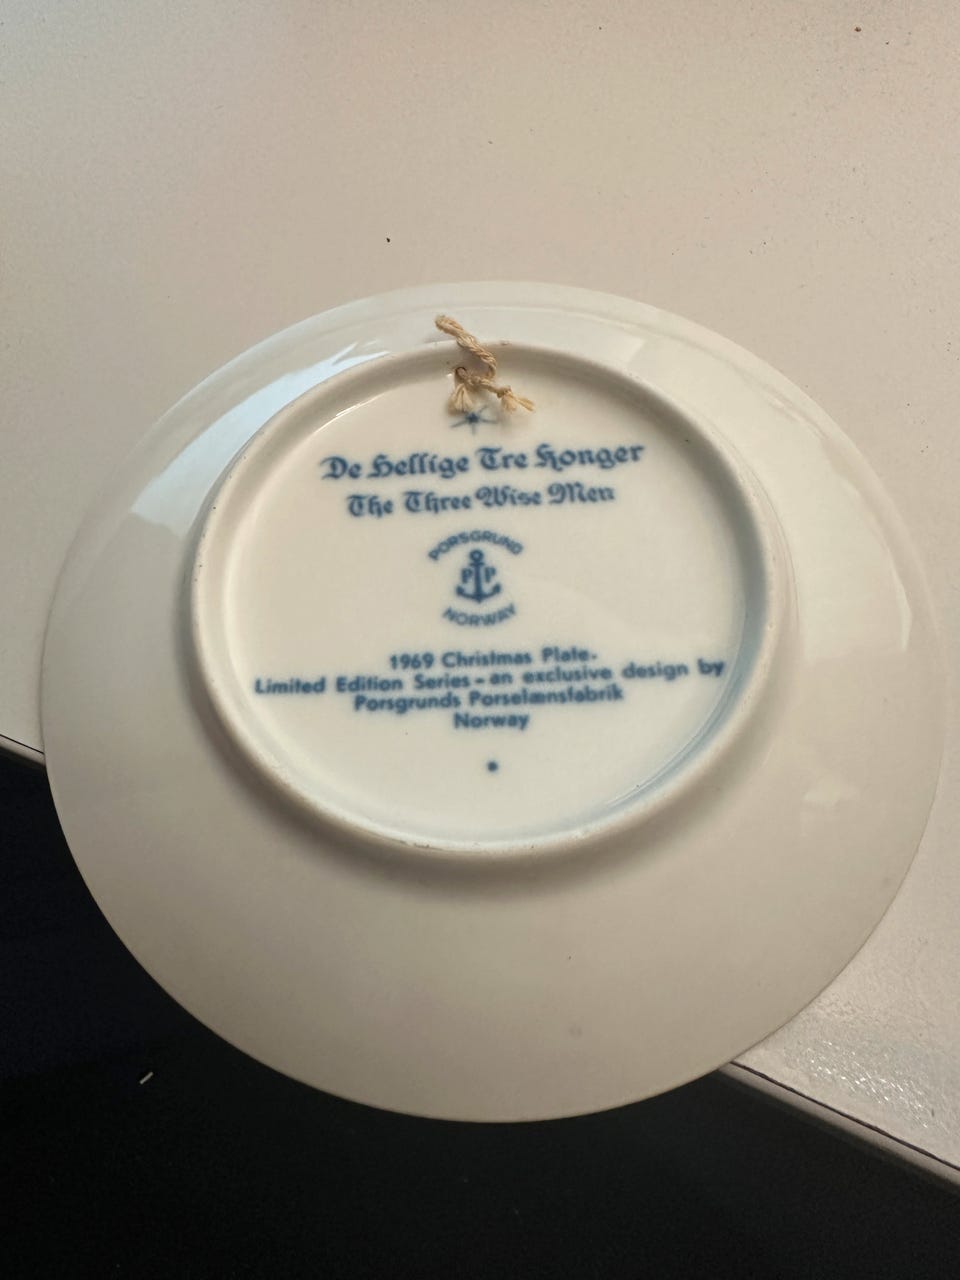 De Hellige Tre Konger
The Three Wise Men
PORSGRUND
P P
NORWAY
1969 Christmas Plate.
Limited Edition Series - an exclusive design by
Porsgrunds Porselænsfabrik
Norway